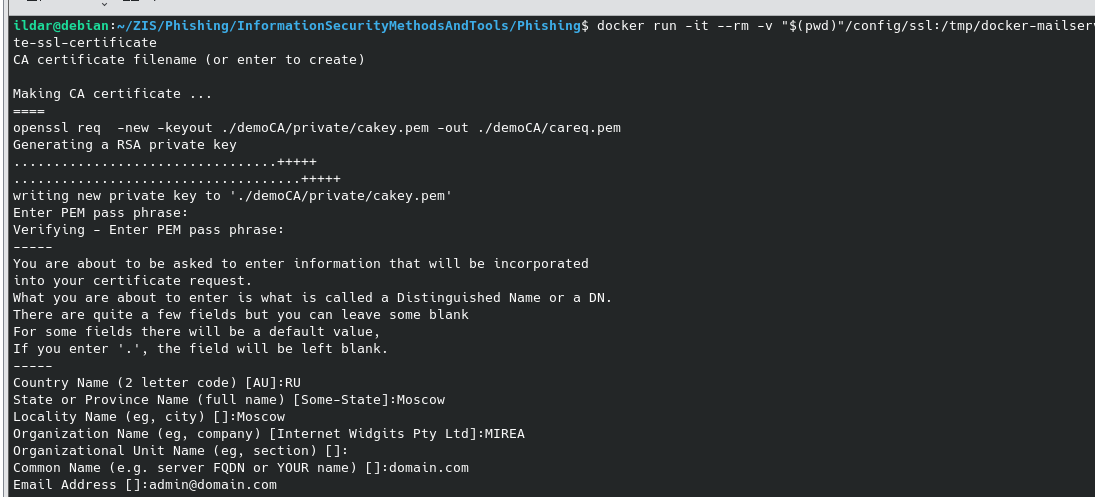 ildar@debian:~/ZIS/Phishing/InformationSecurityMethodsAndTools/Phishing$ docker run -it --rm -v "$(pwd)"/config/ssl:/tmp/docker-mailserv
te-ssl-certificate
CA certificate filename (or enter to create)
Making CA certificate ...
====
openssl req  -new -keyout ./demoCA/private/cakey.pem -out ./demoCA/careq.pem
Generating a RSA private key
.................................+++++
....................................+++++
writing new private key to './demoCA/private/cakey.pem'
Enter PEM pass phrase:
Verifying - Enter PEM pass phrase:
-----
You are about to be asked to enter information that will be incorporated
into your certificate request.
What you are about to enter is what is called a Distinguished Name or a DN.
There are quite a few fields but you can leave some blank
For some fields there will be a default value,
If you enter '.', the field will be left blank.
-----
Country Name (2 letter code) [AU]:RU
State or Province Name (full name) [Some-State]:Moscow
Locality Name (eg, city) []:Moscow
Organization Name (eg, company) [Internet Widgits Pty Ltd]:MIREA
Organizational Unit Name (eg, section) []:
Common Name (e.g. server FQDN or YOUR name) []:domain.com
Email Address []:admin@domain.com